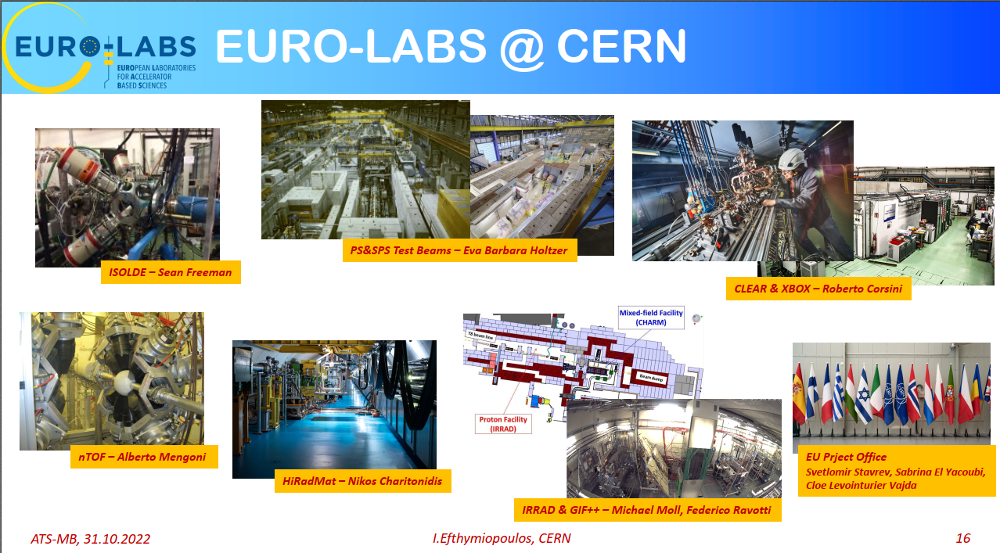 EURO-LABS
EUROPEAN LABORATORIES
FOR ACCELERATOR
BASED SCIENCES
EURO-LABS @ CERN
ISOLDE – Sean Freeman
PS&SPS Test Beams – Eva Barbara Holtzer
CLEAR & XBOX – Roberto Corsini
nTOF – Alberto Mengoni
HiRadMat – Nikos Charitonidis
Mixed-field Facility
(CHARM)
T8 beam line
Beam dump
Proton Facility
(IRRAD)
IRRAD & GIF++ – Michael Moll, Federico Ravotti
EU Prject Office
Svetlomir Stavrev, Sabrina El Yacoubi,
Cloe Levointurier Vajda
ATS-MB, 31.10.2022
I.Efthymiopoulos, CERN
16